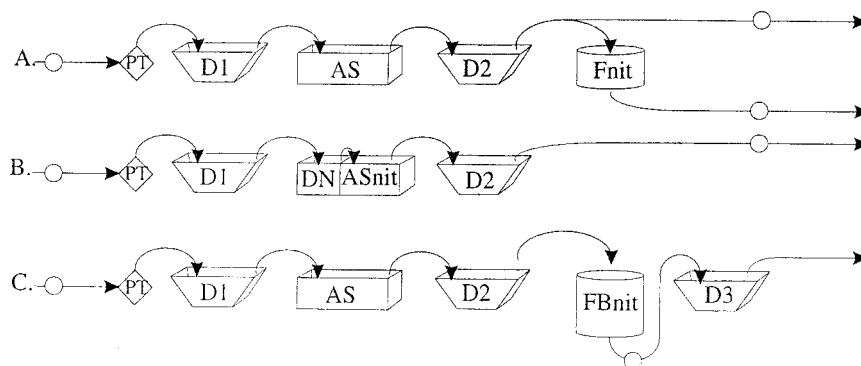 A. PT D1 AS D2 Fnit
B. PT D1 DN ASnit D2
C. PT D1 AS D2 FBnit D3